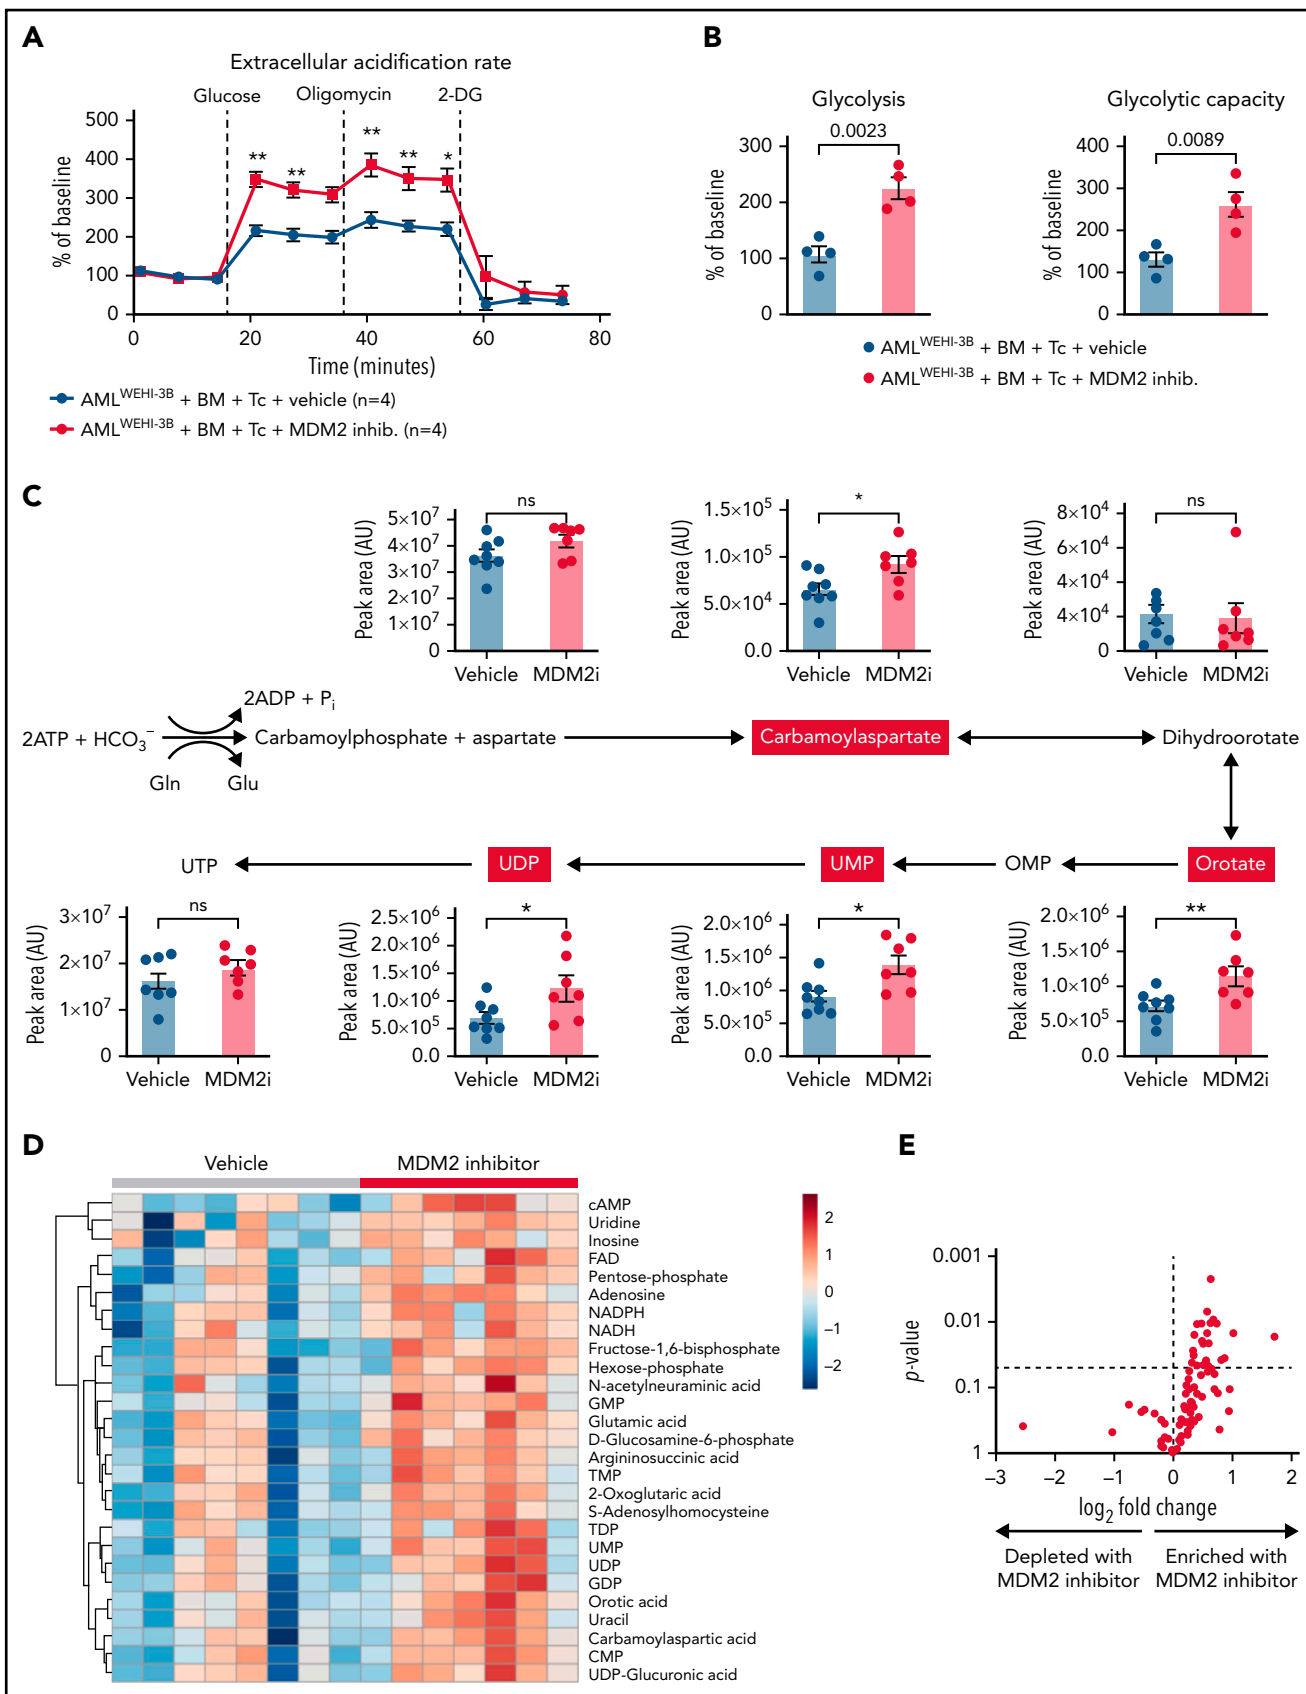 A
Extracellular acidification rate
Glucose
Oligomycin
2-DG
% of baseline
500
400
300
200
100
0
** ** ** ** *
0 20 40 60 80
Time (minutes)
AML^WEHI-3B + BM + Tc + vehicle (n=4)
AML^WEHI-3B + BM + Tc + MDM2 inhib. (n=4)
B
Glycolysis
0.0023
% of baseline
300
200
100
0
Glycolytic capacity
0.0089
% of baseline
400
300
200
100
0
AML^WEHI-3B + BM + Tc + vehicle
AML^WEHI-3B + BM + Tc + MDM2 inhib.
C
ns
Peak area (AU)
5×10⁷
4×10⁷
3×10⁷
2×10⁷
1×10⁷
0
Vehicle MDM2i
*
Peak area (AU)
1.5×10⁵
1.0×10⁵
5.0×10⁴
0
Vehicle MDM2i
ns
Peak area (AU)
8×10⁴
6×10⁴
4×10⁴
2×10⁴
0
Vehicle MDM2i
2ADP + Pᵢ
2ATP + HCO₃⁻
Carbamoylphosphate + aspartate
Carbamoylaspartate
Dihydroorotate
Gln Glu
UTP
UDP
UMP
OMP
Orotate
ns
Peak area (AU)
3×10⁷
2×10⁷
1×10⁷
0
Vehicle MDM2i
*
Peak area (AU)
2.5×10⁶
2.0×10⁶
1.5×10⁶
1.0×10⁶
5.0×10⁵
0.0
Vehicle MDM2i
*
Peak area (AU)
2.0×10⁶
1.5×10⁶
1.0×10⁶
5.0×10⁵
0.0
Vehicle MDM2i
**
Peak area (AU)
2.0×10⁶
1.5×10⁶
1.0×10⁶
5.0×10⁵
0.0
Vehicle MDM2i
D
Vehicle
MDM2 inhibitor
cAMP
Uridine
Inosine
FAD
Pentose-phosphate
Adenosine
NADPH
NADH
Fructose-1,6-bisphosphate
Hexose-phosphate
N-acetylneuraminic acid
GMP
Glutamic acid
D-Glucosamine-6-phosphate
Argininosuccinic acid
TMP
2-Oxoglutaric acid
S-Adenosylhomocysteine
TDP
UMP
UDP
GDP
Orotic acid
Uracil
Carbamoylaspartic acid
CMP
UDP-Glucuronic acid
2
1
0
−1
−2
E
p-value
0.001
0.01
0.1
1
−3 −2 −1 0 1 2
log₂ fold change
Depleted with
MDM2 inhibitor
Enriched with
MDM2 inhibitor